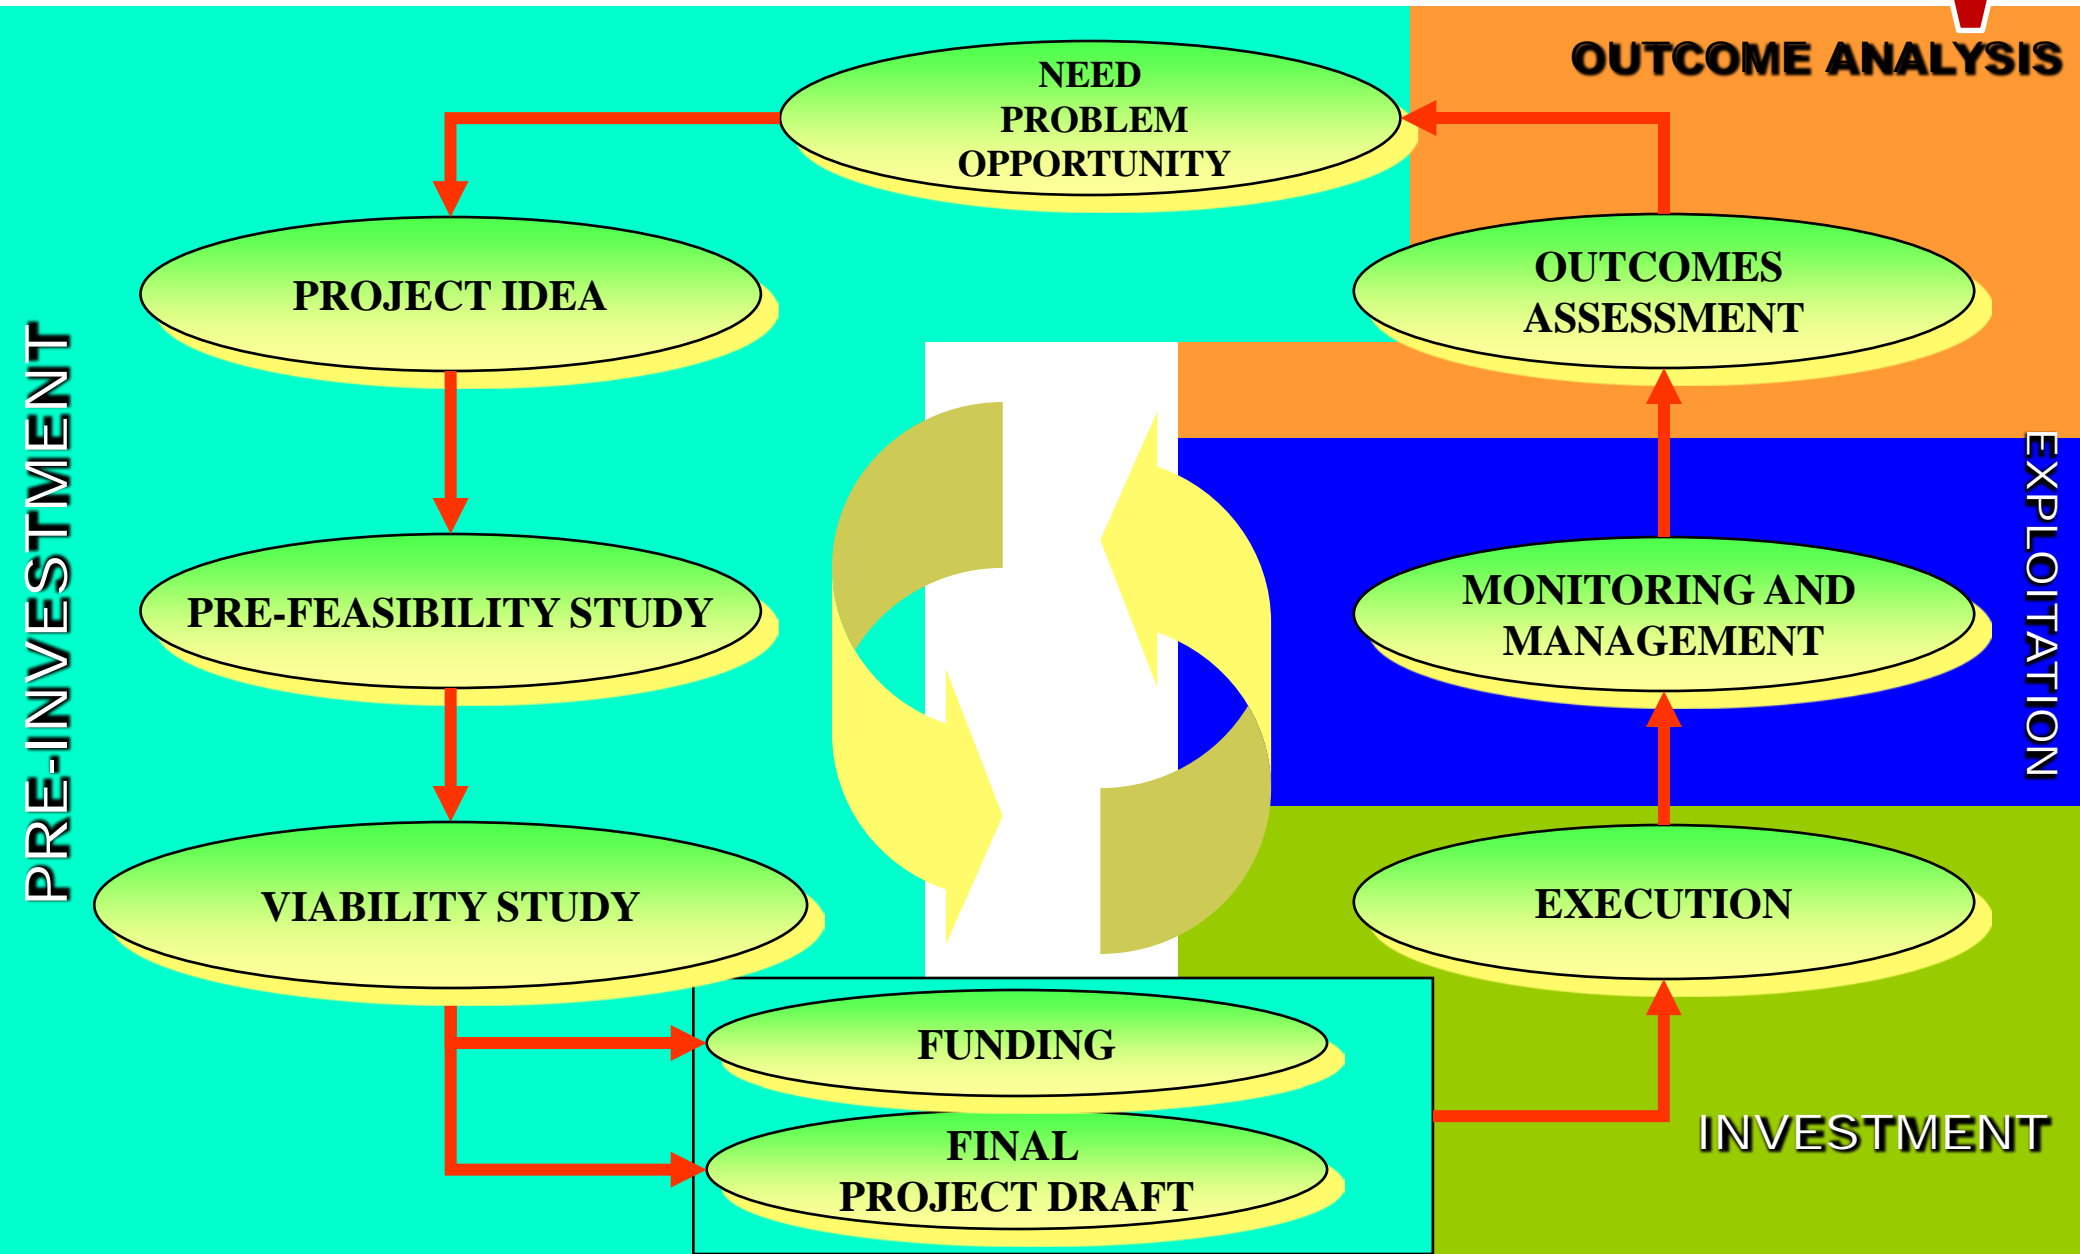 OUTCOME ANALYSIS
NEED
PROBLEM
OPPORTUNITY
PROJECT IDEA
OUTCOMES
ASSESSMENT
PRE-INVESTMENT
EXPLOITATION
PRE-FEASIBILITY STUDY
MONITORING AND
MANAGEMENT
VIABILITY STUDY
EXECUTION
FUNDING
FINAL
PROJECT DRAFT
INVESTMENT